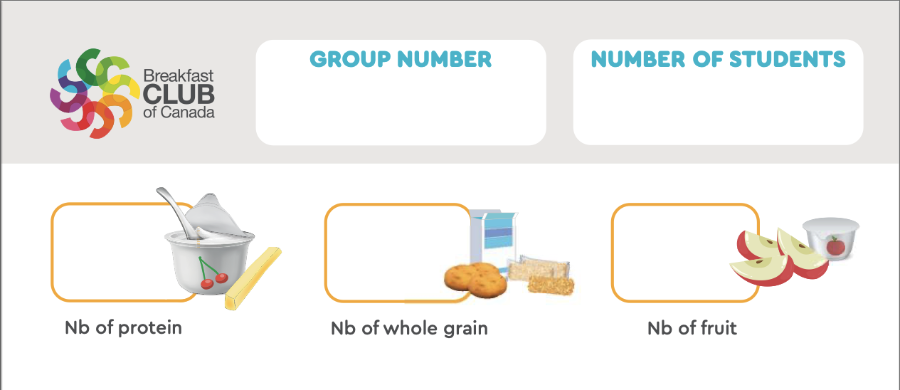 Breakfast
CLUB
of Canada
GROUP NUMBER
NUMBER OF STUDENTS
Nb of protein
Nb of whole grain
Nb of fruit